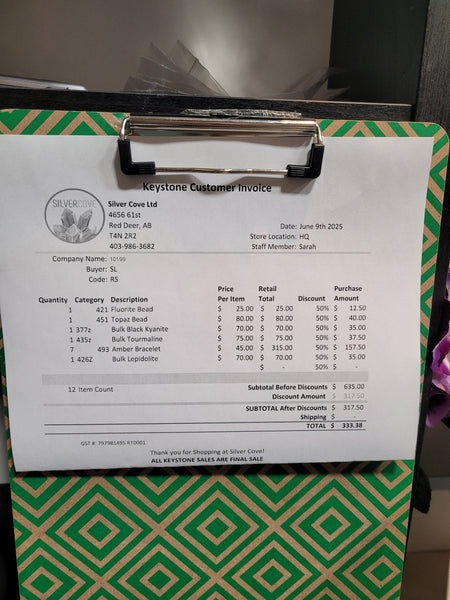 Keystone Customer Invoice
SILVERCOVE
Silver Cove Ltd
4656 61st
Red Deer, AB
T4N 2R2
403-986-3682
Date: June 9th 2025
Store Location: HQ
Staff Member: Sarah
Company Name: 10199
Buyer: SL
Code: RS
Quantity Category Description Price Per Item Retail Total Discount Purchase Amount
1 421 Fluorite Bead $ 25.00 $ 25.00 50% $ 12.50
1 451 Topaz Bead $ 80.00 $ 80.00 50% $ 40.00
1 377z Bulk Black Kyanite $ 70.00 $ 70.00 50% $ 35.00
1 435z Bulk Tourmaline $ 75.00 $ 75.00 50% $ 37.50
7 493 Amber Bracelet $ 45.00 $ 315.00 50% $ 157.50
1 426Z Bulk Lepidolite $ 70.00 $ 70.00 50% $ 35.00
$ - 50% $ -
12 Item Count
Subtotal Before Discounts $ 635.00
Discount Amount $ 317.50
SUBTOTAL After Discounts $ 317.50
Shipping $ -
TOTAL $ 333.38
GST #: 797981495 RT0001
Thank you for Shopping at Silver Cove!
ALL KEYSTONE SALES ARE FINAL SALE